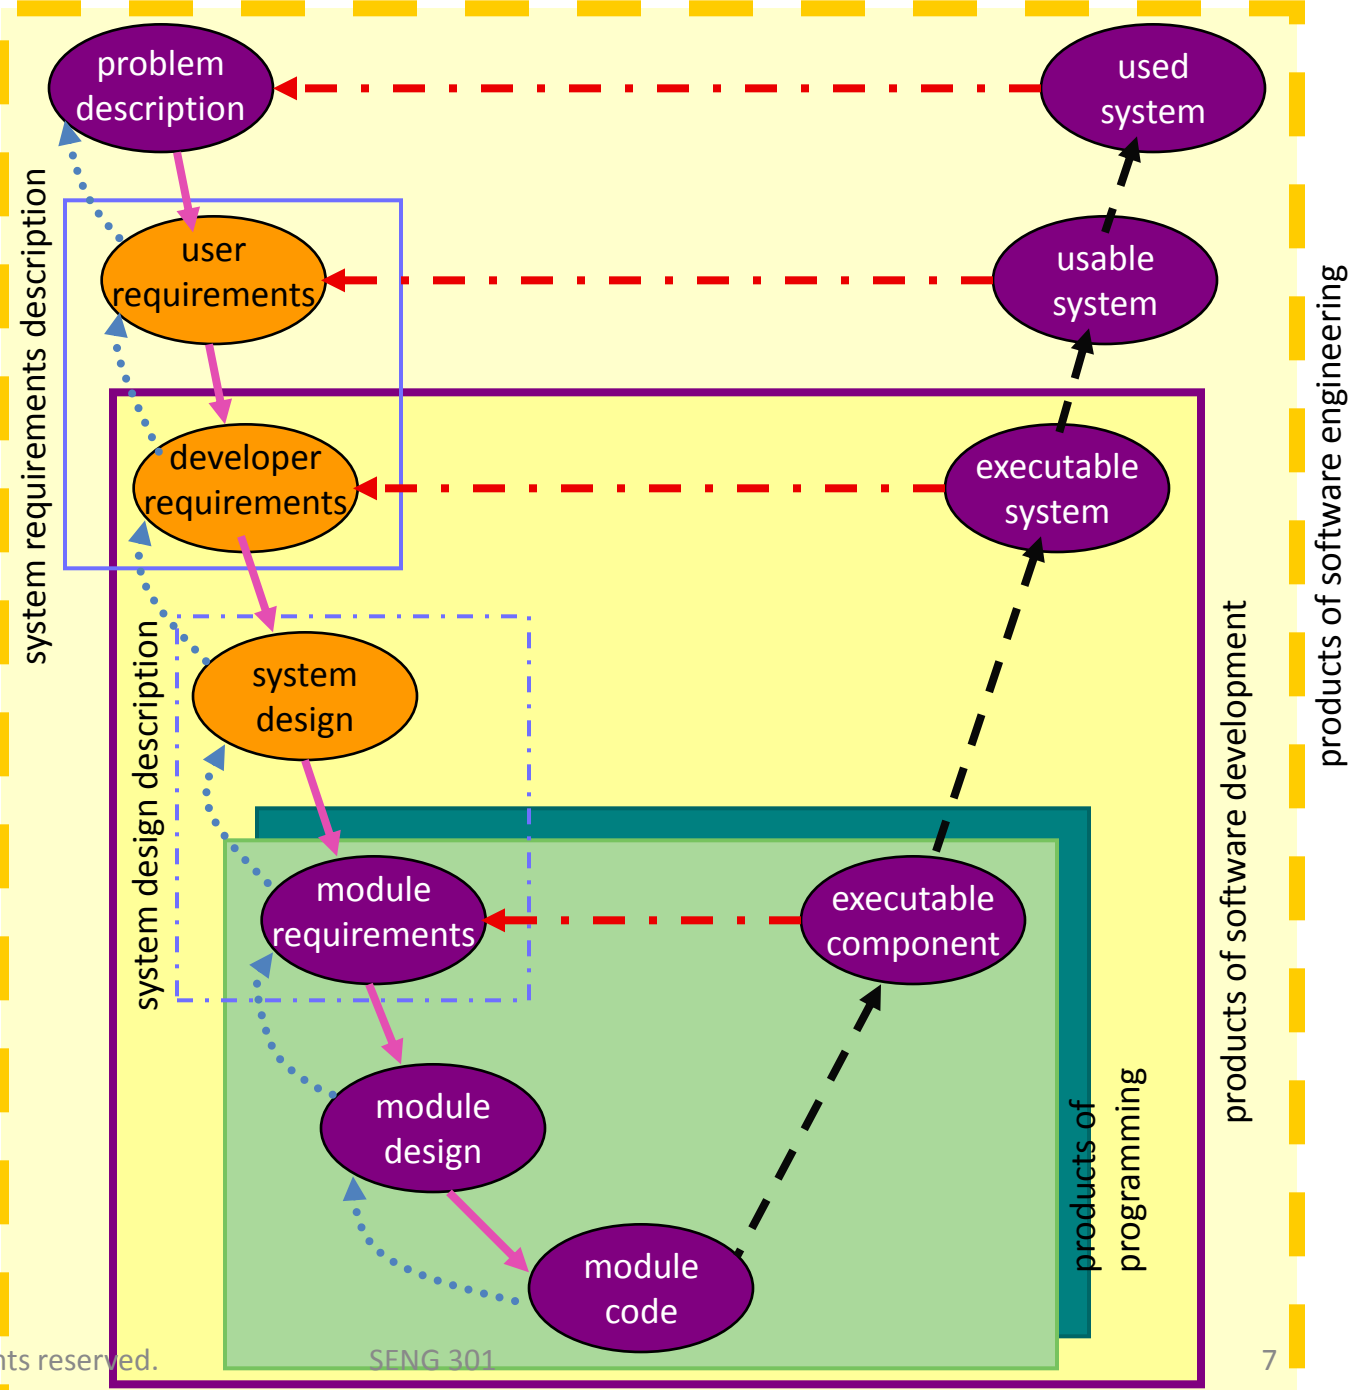 problem
description
used
system
system requirements description
user
requirements
usable
system
products of software engineering
developer
requirements
executable
system
system design description
system
design
products of software development
module
requirements
executable
component
module
design
products of
programming
module
code
reserved.
SENG 301
7